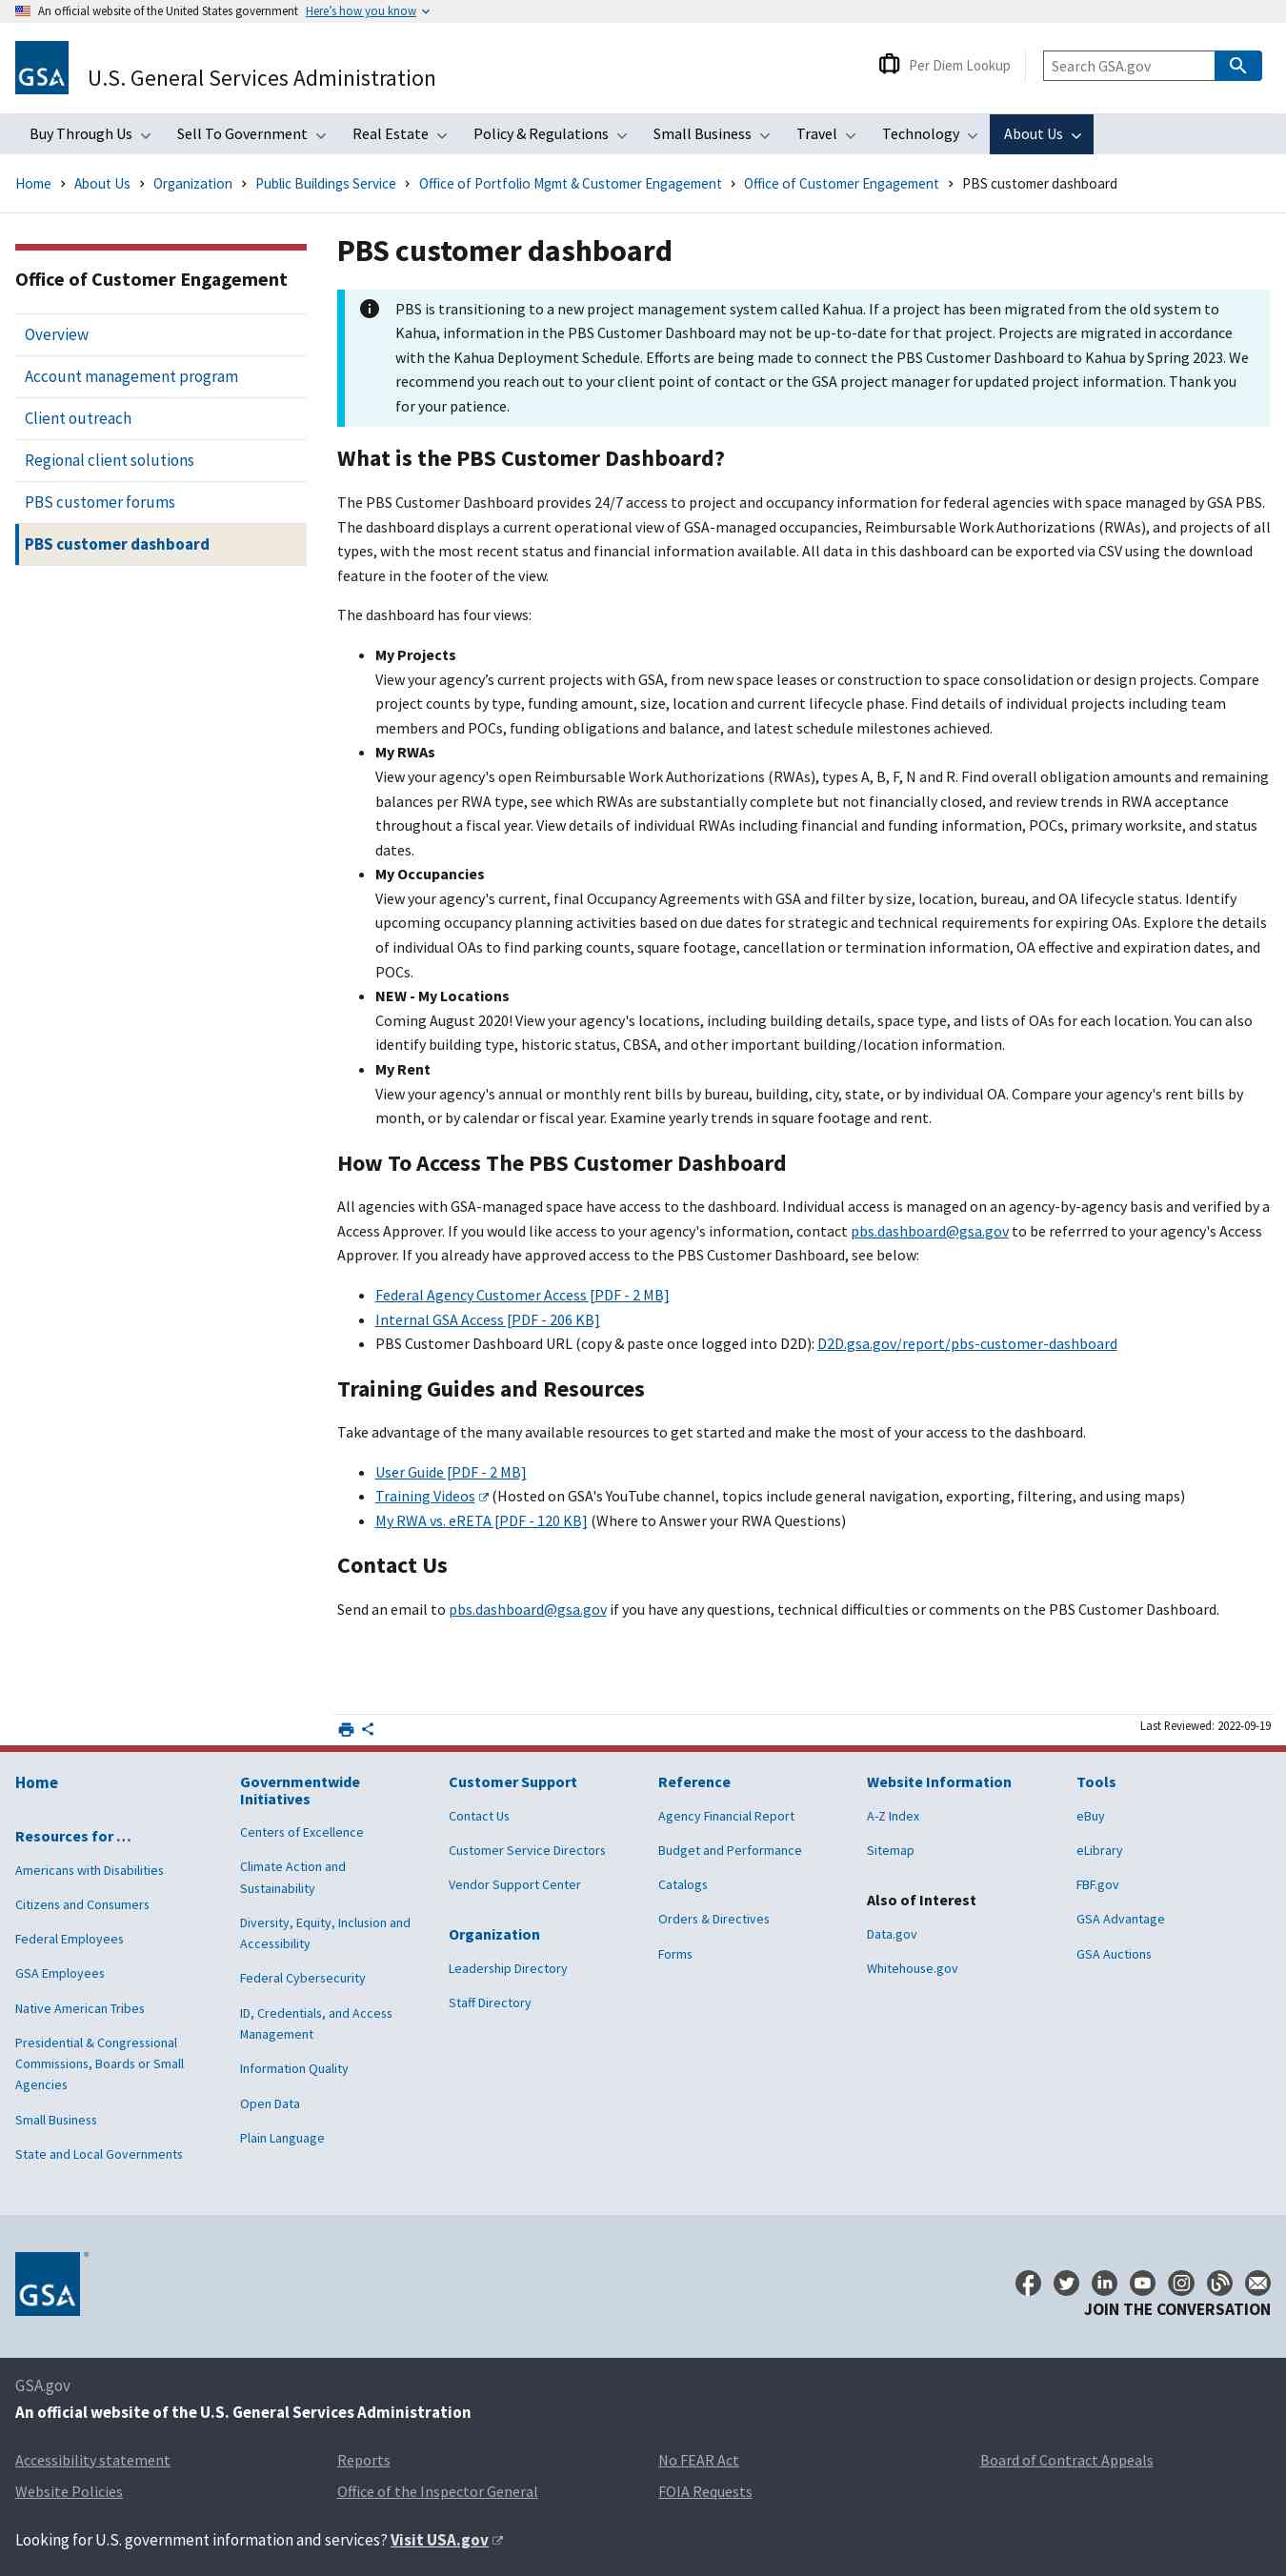 An official website of the United States government Here’s how you know
GSA
U.S. General Services Administration
Per Diem Lookup
Search GSA.gov
Buy Through Us Sell To Government Real Estate Policy & Regulations Small Business Travel Technology About Us
Home › About Us › Organization › Public Buildings Service › Office of Portfolio Mgmt & Customer Engagement › Office of Customer Engagement › PBS customer dashboard
Office of Customer Engagement
Overview
Account management program
Client outreach
Regional client solutions
PBS customer forums
PBS customer dashboard
PBS customer dashboard
PBS is transitioning to a new project management system called Kahua. If a project has been migrated from the old system to
Kahua, information in the PBS Customer Dashboard may not be up-to-date for that project. Projects are migrated in accordance
with the Kahua Deployment Schedule. Efforts are being made to connect the PBS Customer Dashboard to Kahua by Spring 2023. We
recommend you reach out to your client point of contact or the GSA project manager for updated project information. Thank you
for your patience.
What is the PBS Customer Dashboard?
The PBS Customer Dashboard provides 24/7 access to project and occupancy information for federal agencies with space managed by GSA PBS.
The dashboard displays a current operational view of GSA-managed occupancies, Reimbursable Work Authorizations (RWAs), and projects of all
types, with the most recent status and financial information available. All data in this dashboard can be exported via CSV using the download
feature in the footer of the view.
The dashboard has four views:
• My Projects
View your agency’s current projects with GSA, from new space leases or construction to space consolidation or design projects. Compare
project counts by type, funding amount, size, location and current lifecycle phase. Find details of individual projects including team
members and POCs, funding obligations and balance, and latest schedule milestones achieved.
• My RWAs
View your agency's open Reimbursable Work Authorizations (RWAs), types A, B, F, N and R. Find overall obligation amounts and remaining
balances per RWA type, see which RWAs are substantially complete but not financially closed, and review trends in RWA acceptance
throughout a fiscal year. View details of individual RWAs including financial and funding information, POCs, primary worksite, and status
dates.
• My Occupancies
View your agency's current, final Occupancy Agreements with GSA and filter by size, location, bureau, and OA lifecycle status. Identify
upcoming occupancy planning activities based on due dates for strategic and technical requirements for expiring OAs. Explore the details
of individual OAs to find parking counts, square footage, cancellation or termination information, OA effective and expiration dates, and
POCs.
• NEW - My Locations
Coming August 2020! View your agency's locations, including building details, space type, and lists of OAs for each location. You can also
identify building type, historic status, CBSA, and other important building/location information.
• My Rent
View your agency's annual or monthly rent bills by bureau, building, city, state, or by individual OA. Compare your agency's rent bills by
month, or by calendar or fiscal year. Examine yearly trends in square footage and rent.
How To Access The PBS Customer Dashboard
All agencies with GSA-managed space have access to the dashboard. Individual access is managed on an agency-by-agency basis and verified by a
Access Approver. If you would like access to your agency's information, contact pbs.dashboard@gsa.gov to be referrred to your agency's Access
Approver. If you already have approved access to the PBS Customer Dashboard, see below:
• Federal Agency Customer Access [PDF - 2 MB]
• Internal GSA Access [PDF - 206 KB]
• PBS Customer Dashboard URL (copy & paste once logged into D2D): D2D.gsa.gov/report/pbs-customer-dashboard
Training Guides and Resources
Take advantage of the many available resources to get started and make the most of your access to the dashboard.
• User Guide [PDF - 2 MB]
• Training Videos (Hosted on GSA's YouTube channel, topics include general navigation, exporting, filtering, and using maps)
• My RWA vs. eRETA [PDF - 120 KB] (Where to Answer your RWA Questions)
Contact Us
Send an email to pbs.dashboard@gsa.gov if you have any questions, technical difficulties or comments on the PBS Customer Dashboard.
Last Reviewed: 2022-09-19
Home
Resources for …
Americans with Disabilities
Citizens and Consumers
Federal Employees
GSA Employees
Native American Tribes
Presidential & Congressional
Commissions, Boards or Small
Agencies
Small Business
State and Local Governments
Governmentwide
Initiatives
Centers of Excellence
Climate Action and
Sustainability
Diversity, Equity, Inclusion and
Accessibility
Federal Cybersecurity
ID, Credentials, and Access
Management
Information Quality
Open Data
Plain Language
Customer Support
Contact Us
Customer Service Directors
Vendor Support Center
Organization
Leadership Directory
Staff Directory
Reference
Agency Financial Report
Budget and Performance
Catalogs
Orders & Directives
Forms
Website Information
A-Z Index
Sitemap
Also of Interest
Data.gov
Whitehouse.gov
Tools
eBuy
eLibrary
FBF.gov
GSA Advantage
GSA Auctions
GSA®
JOIN THE CONVERSATION
GSA.gov
An official website of the U.S. General Services Administration
Accessibility statement Reports No FEAR Act Board of Contract Appeals
Website Policies Office of the Inspector General FOIA Requests
Looking for U.S. government information and services? Visit USA.gov